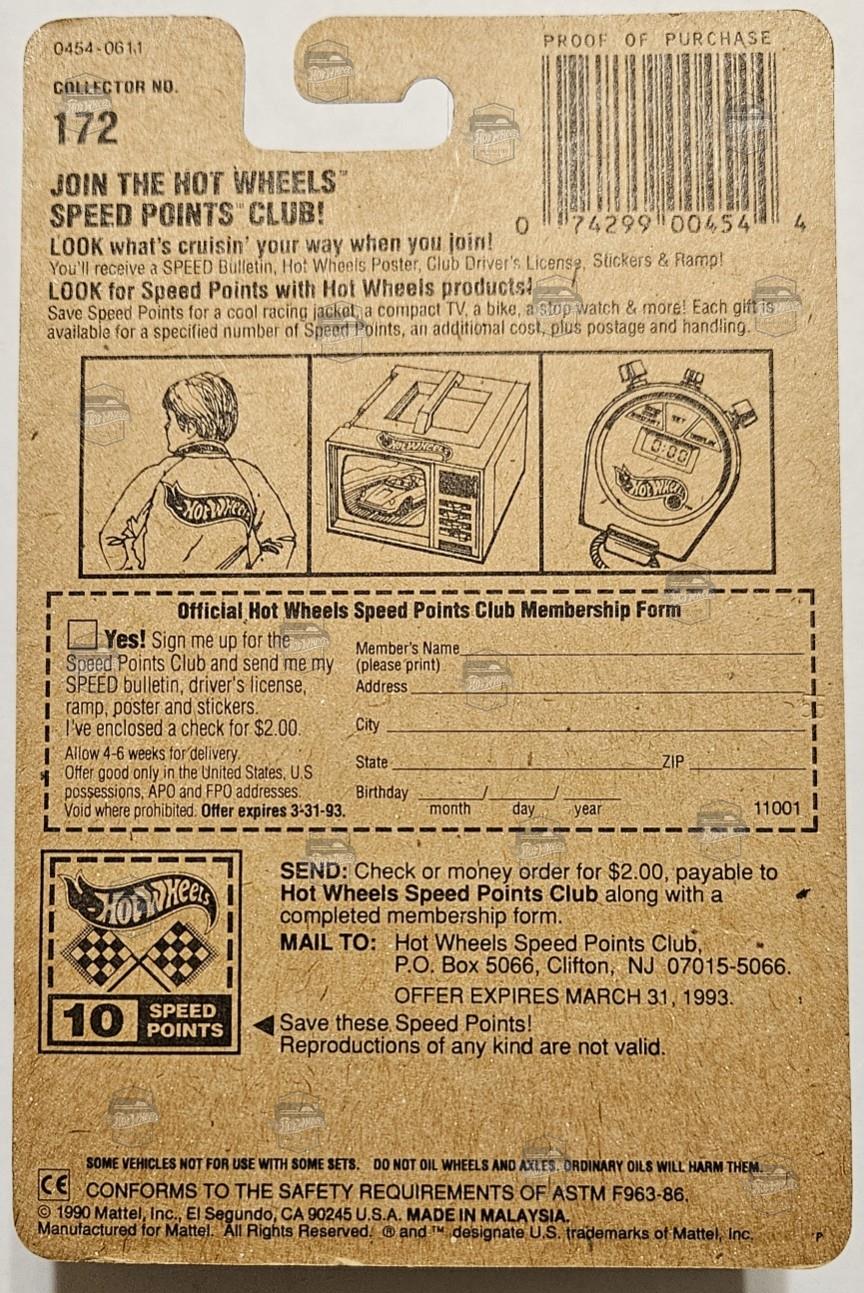 0454-0611
PROOF OF PURCHASE
COLLECTOR NO.
172
0 74299 00454 4
JOIN THE HOT WHEELS™
SPEED POINTS™ CLUB!
LOOK what's cruisin' your way when you join!
You'll receive a SPEED Bulletin, Hot Wheels Poster, Club Driver's License, Stickers & Ramp!
LOOK for Speed Points with Hot Wheels products!
Save Speed Points for a cool racing jacket, a compact TV, a bike, a stop watch & more! Each gift is
available for a specified number of Speed Points, an additional cost, plus postage and handling.
HOT WHEELS
HOT WHEELS
SET
0:00
HOT WHEELS
Official Hot Wheels Speed Points Club Membership Form
Yes! Sign me up for the
Speed Points Club and send me my
SPEED bulletin, driver's license,
ramp, poster and stickers.
I've enclosed a check for $2.00.
Allow 4-6 weeks for delivery.
Offer good only in the United States, U.S
possessions, APO and FPO addresses.
Void where prohibited. Offer expires 3-31-93.
Member's Name
(please print)
Address
City
State ZIP
Birthday / /
month day year
11001
HOT WHEELS
10 SPEED
POINTS
SEND: Check or money order for $2.00, payable to
Hot Wheels Speed Points Club along with a
completed membership form.
MAIL TO: Hot Wheels Speed Points Club,
P.O. Box 5066, Clifton, NJ 07015-5066.
OFFER EXPIRES MARCH 31, 1993.
Save these Speed Points!
Reproductions of any kind are not valid.
SOME VEHICLES NOT FOR USE WITH SOME SETS. DO NOT OIL WHEELS AND AXLES. ORDINARY OILS WILL HARM THEM.
CE CONFORMS TO THE SAFETY REQUIREMENTS OF ASTM F963-86.
© 1990 Mattel, Inc., El Segundo, CA 90245 U.S.A. MADE IN MALAYSIA.
Manufactured for Mattel. All Rights Reserved. ® and ™ designate U.S. trademarks of Mattel, Inc.
P